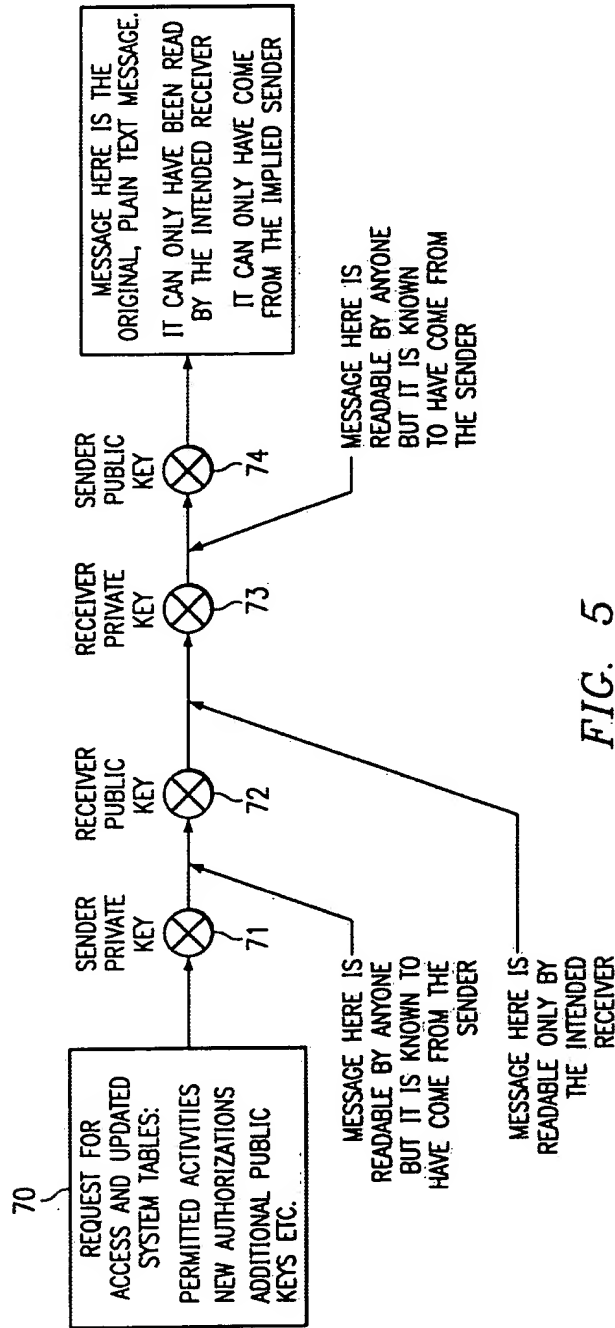 70
REQUEST FOR
ACCESS AND UPDATED
SYSTEM TABLES:
PERMITTED ACTIVITIES
NEW AUTHORIZATIONS
ADDITIONAL PUBLIC
KEYS ETC.
SENDER
PRIVATE
KEY
71
RECEIVER
PUBLIC
KEY
72
RECEIVER
PRIVATE
KEY
73
SENDER
PUBLIC
KEY
74
MESSAGE HERE IS THE
ORIGINAL, PLAIN TEXT MESSAGE.
IT CAN ONLY HAVE BEEN READ
BY THE INTENDED RECEIVER
IT CAN ONLY HAVE COME
FROM THE IMPLIED SENDER
MESSAGE HERE IS
READABLE BY ANYONE
BUT IT IS KNOWN TO
HAVE COME FROM THE
SENDER
MESSAGE HERE IS
READABLE ONLY BY
THE INTENDED
RECEIVER
MESSAGE HERE IS
READABLE BY ANYONE
BUT IT IS KNOWN
TO HAVE COME FROM
THE SENDER
FIG. 5